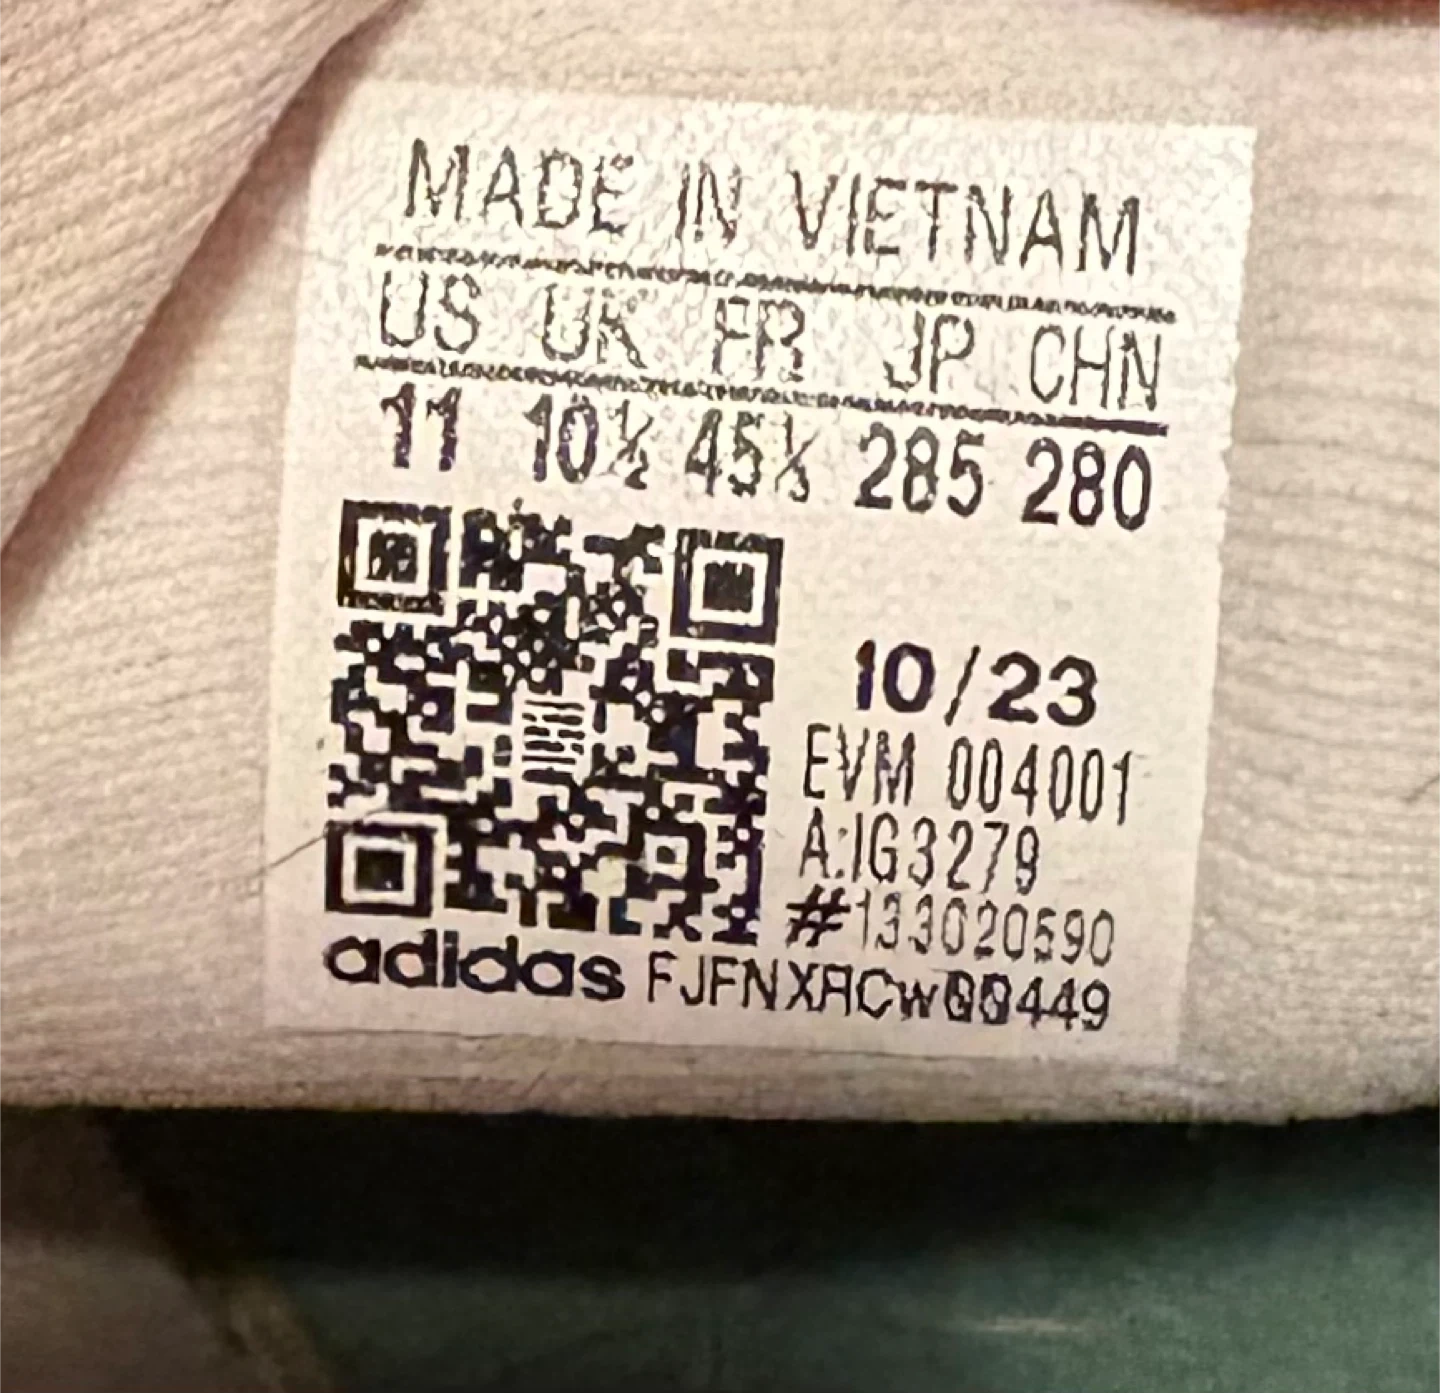 MADE IN VIETNAM
US UK FR JP CHN
11 10½ 45⅓ 285 280
10/23
EVM 004001
A:IG3279
#133020590
adidas